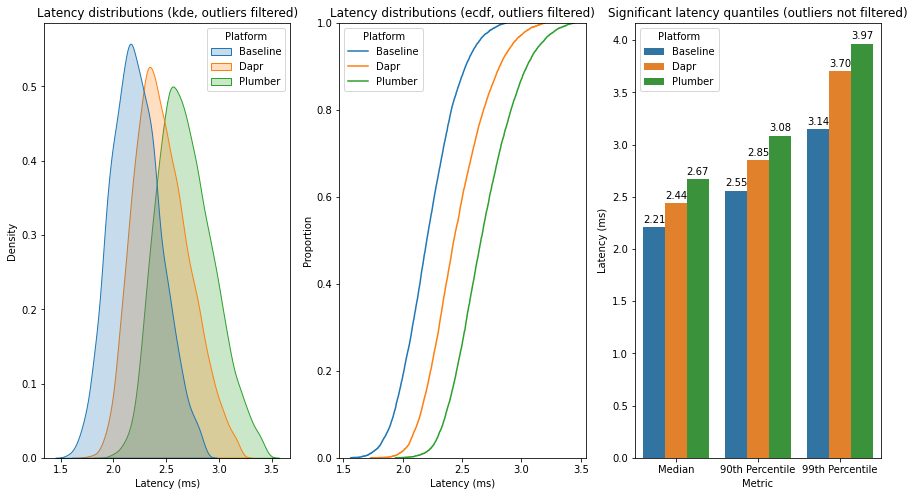 Latency distributions (kde, outliers filtered)
Platform
Baseline
Dapr
Plumber
0.5
0.4
0.3
0.2
0.1
0.0
Density
1.5
2.0
2.5
3.0
3.5
Latency (ms)
Latency distributions (ecdf, outliers filtered)
Platform
Baseline
Dapr
Plumber
1.0
0.8
0.6
0.4
0.2
0.0
Proportion
1.5
2.0
2.5
3.0
3.5
Latency (ms)
Significant latency quantiles (outliers not filtered)
Platform
Baseline
Dapr
Plumber
4.0
3.5
3.0
2.5
2.0
1.5
1.0
0.5
0.0
Latency (ms)
2.21
2.44
2.67
2.55
2.85
3.08
3.14
3.70
3.97
Median
90th Percentile
99th Percentile
Metric